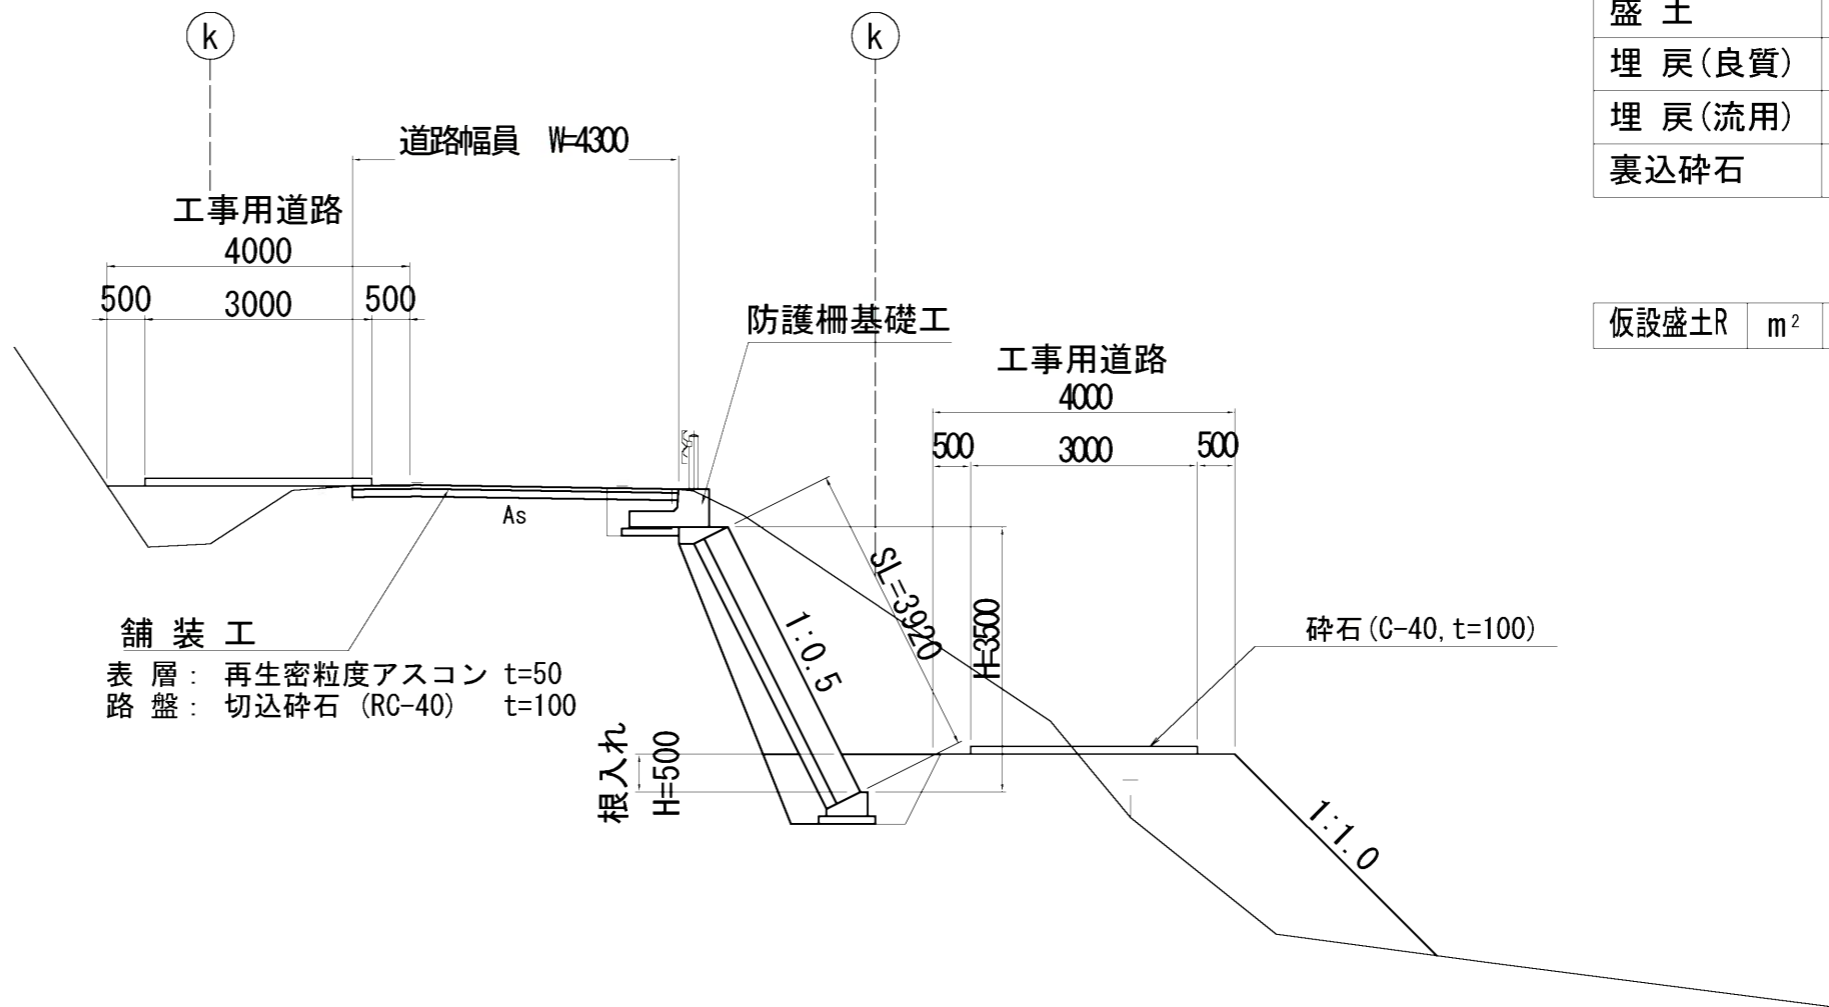 k
k
盛 土
埋 戻(良質)
埋 戻(流用)
裏込砕石
道路幅員 W=4300
工事用道路
4000
500 3000 500
防護柵基礎工
仮設盛土R m²
工事用道路
4000
500 3000 500
As
SL=3920
H=3500
1:0.5
砕石(C-40,t=100)
舗 装 工
表 層: 再生密粒度アスコン t=50
路 盤: 切込砕石 (RC-40) t=100
根入れ
H=500
1:1.0